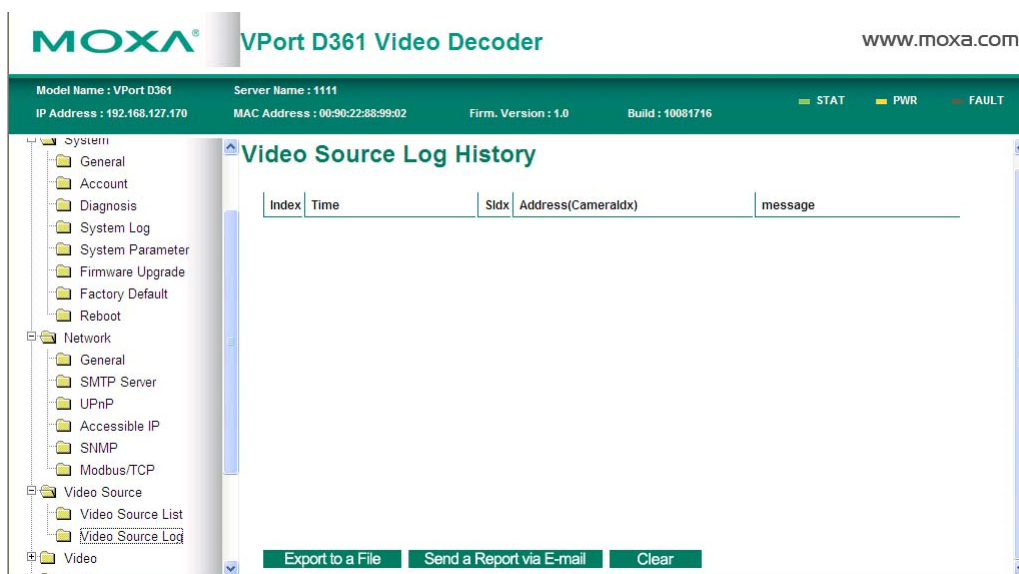 MOXA® VPort D361 Video Decoder www.moxa.com
Model Name : VPort D361 Server Name : 1111
IP Address : 192.168.127.170 MAC Address : 00:90:22:88:99:02 Firm. Version : 1.0 Build : 10081716
STAT PWR FAULT
System
General
Account
Diagnosis
System Log
System Parameter
Firmware Upgrade
Factory Default
Reboot
Network
General
SMTP Server
UPnP
Accessible IP
SNMP
Modbus/TCP
Video Source
Video Source List
Video Source Log
Video
Video Source Log History
Index Time SIdx Address(CameraIdx) message
Export to a File Send a Report via E-mail Clear